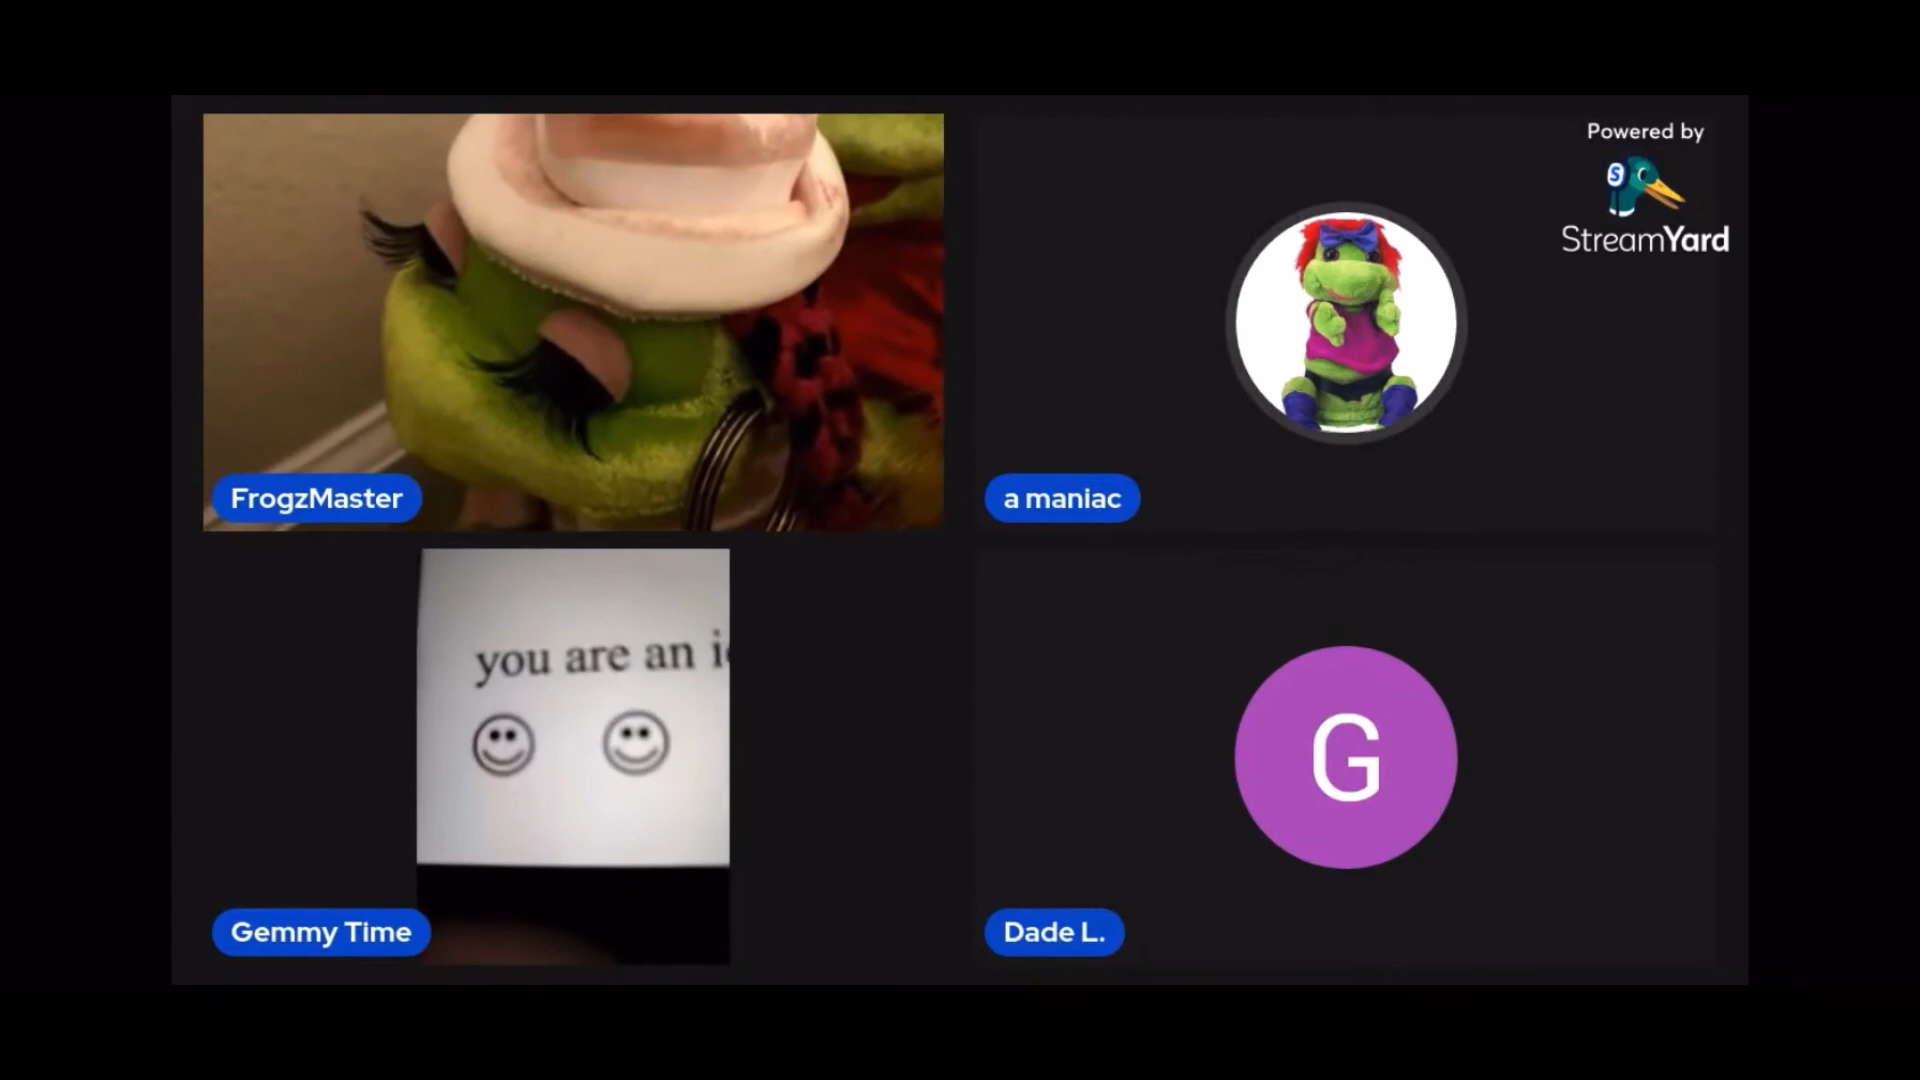 Powered by
S
StreamYard
FrogzMaster
a maniac
you are an
G
Gemmy Time
Dade L.